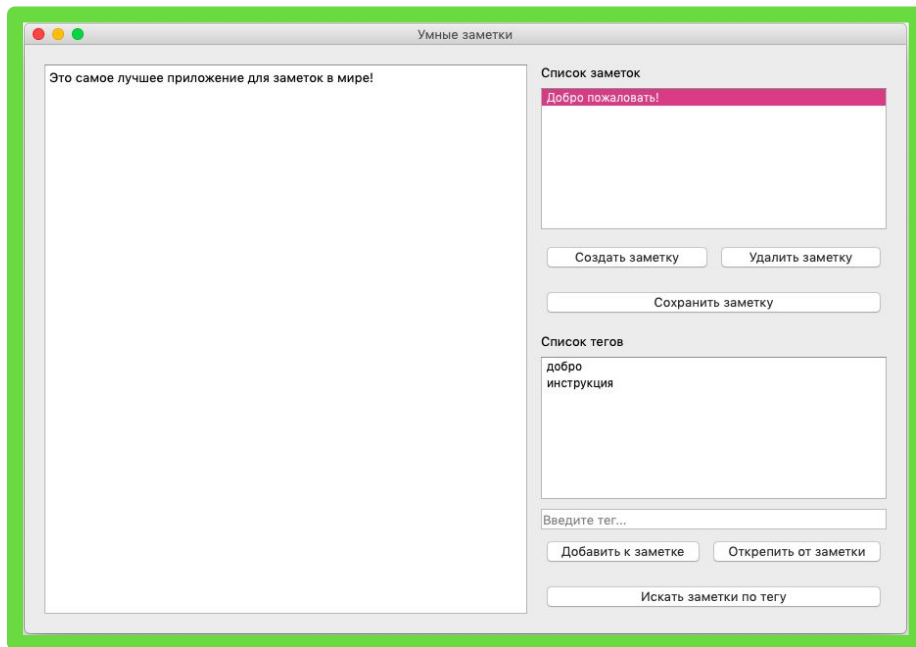 Умные заметки
Это самое лучшее приложение для заметок в мире!
Список заметок
Добро пожаловать!
Создать заметку
Удалить заметку
Сохранить заметку
Список тегов
добро
инструкция
Введите тег...
Добавить к заметке
Открепить от заметки
Искать заметки по тегу